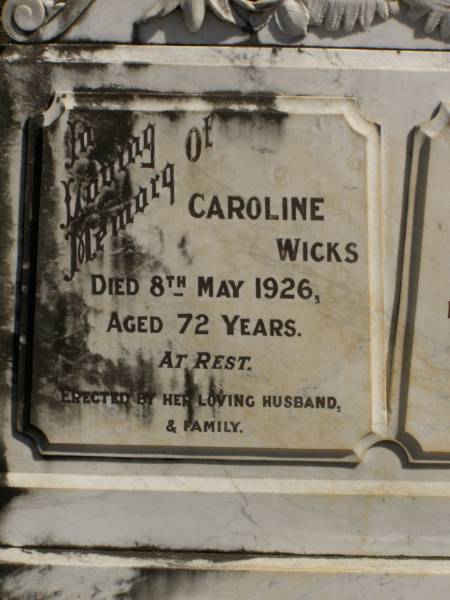 In
Loving
Memory
of
CAROLINE
WICKS
DIED 8TH MAY 1926,
AGED 72 YEARS.
AT REST.
ERECTED BY HER LOVING HUSBAND,
& FAMILY.